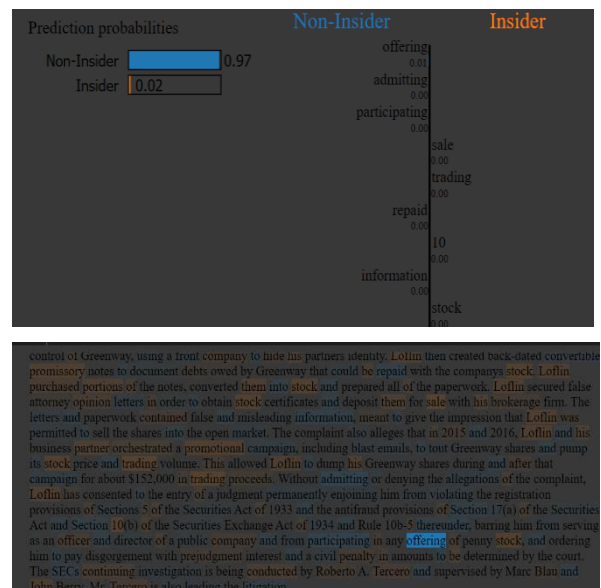 Prediction probabilities
Non-Insider 0.97
Insider 0.02
Non-Insider Insider
offering
0.01
admitting
0.00
participating
0.00
sale
0.00
trading
0.00
repaid
0.00
10
0.00
information
0.00
stock
0.00
control of Greenway, using a front company to hide his partners identity. Loflin then created back-dated convertible
promissory notes to document debts owed by Greenway that could be repaid with the companys stock. Loflin
purchased portions of the notes, converted them into stock and prepared all of the paperwork. Loflin secured false
attorney opinion letters in order to obtain stock certificates and deposit them for sale with his brokerage firm. The
letters and paperwork contained false and misleading information, meant to give the impression that Loflin was
permitted to sell the shares into the open market. The complaint also alleges that in 2015 and 2016, Loflin and his
business partner orchestrated a promotional campaign, including blast emails, to tout Greenway shares and pump
its stock price and trading volume. This allowed Loflin to dump his Greenway shares during and after that
campaign for about $152,000 in trading proceeds. Without admitting or denying the allegations of the complaint,
Loflin has consented to the entry of a judgment permanently enjoining him from violating the registration
provisions of Sections 5 of the Securities Act of 1933 and the antifraud provisions of Section 17(a) of the Securities
Act and Section 10(b) of the Securities Exchange Act of 1934 and Rule 10b-5 thereunder, barring him from serving
as an officer and director of a public company and from participating in any offering of penny stock, and ordering
him to pay disgorgement with prejudgment interest and a civil penalty in amounts to be determined by the court.
The SECs continuing investigation is being conducted by Roberto A. Tercero and supervised by Marc Blau and
John Berry. Mr. Tercero is also leading the litigation.